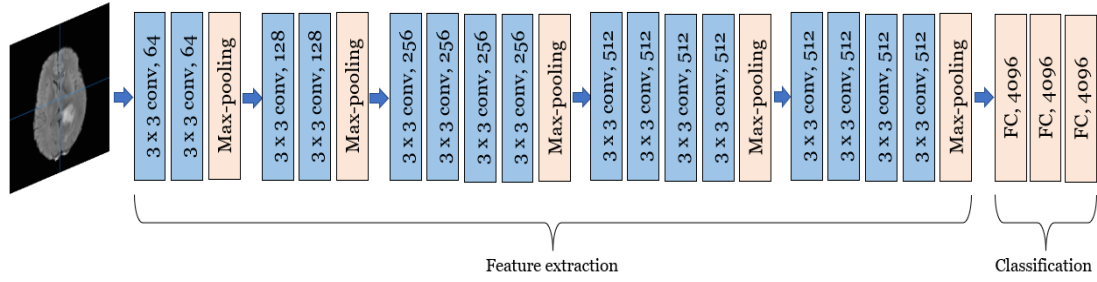 3 x 3 conv, 64
3 x 3 conv, 64
Max-pooling
3 x 3 conv, 128
3 x 3 conv, 128
Max-pooling
3 x 3 conv, 256
3 x 3 conv, 256
3 x 3 conv, 256
3 x 3 conv, 256
Max-pooling
3 x 3 conv, 512
3 x 3 conv, 512
3 x 3 conv, 512
3 x 3 conv, 512
Max-pooling
3 x 3 conv, 512
3 x 3 conv, 512
3 x 3 conv, 512
3 x 3 conv, 512
Max-pooling
FC, 4096
FC, 4096
FC, 4096
Feature extraction
Classification